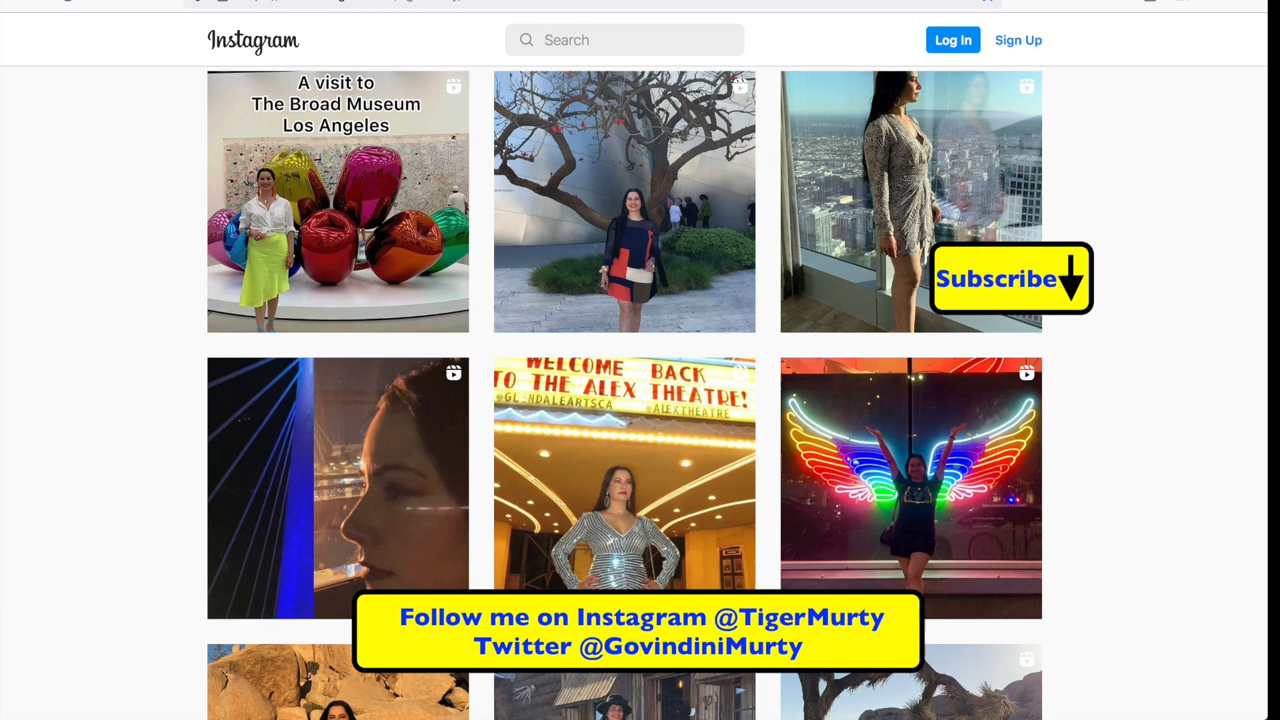 Instagram
Search
Log In
Sign Up
A visit to
The Broad Museum
Los Angeles
Subscribe
WELCOME BACK
TO THE ALEX THEATRE!
@GLENDALEARTSCA @ALEXTHEATRE
Follow me on Instagram @TigerMurty
Twitter @GovindiniMurty